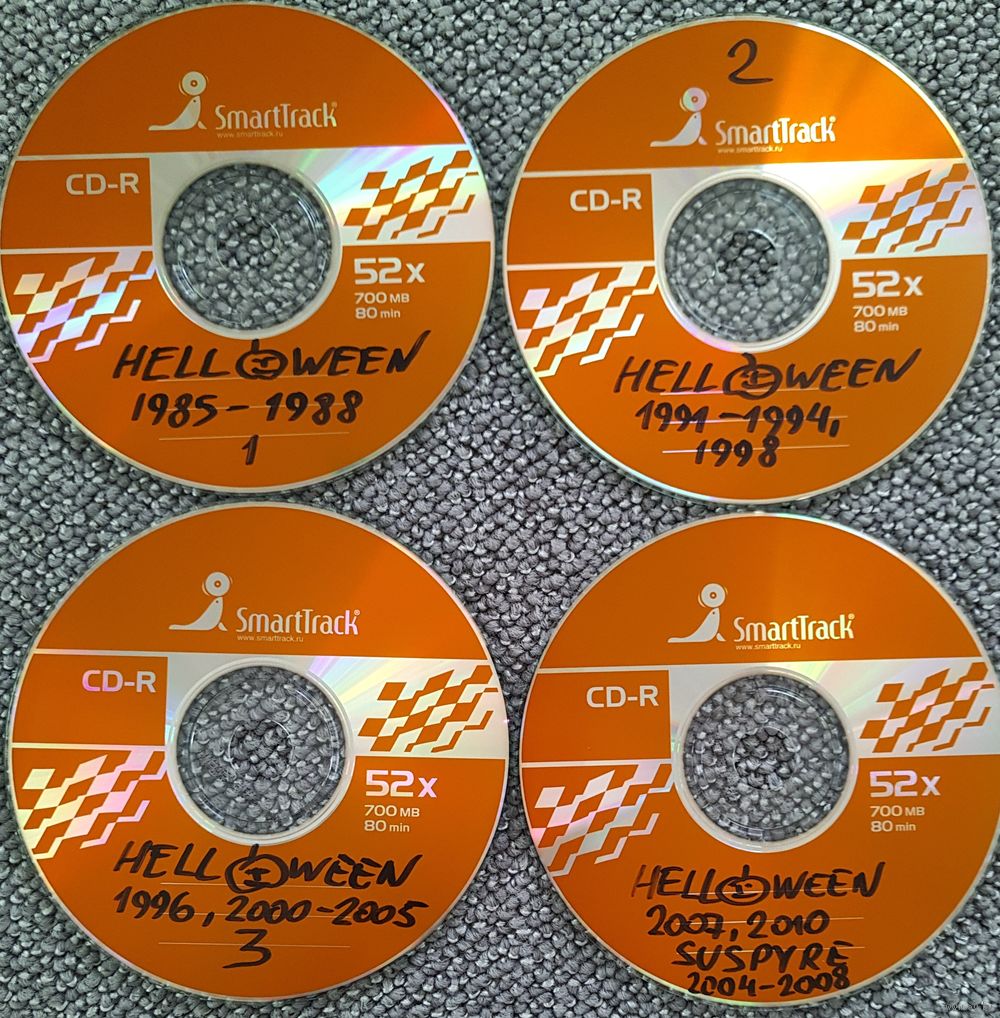 SmartTrack®
www.smarttrack.ru
CD-R
52x
700 MB
80 min
HELLOWEEN
1985-1988
1
2
SmartTrack®
www.smarttrack.ru
CD-R
52x
700 MB
80 min
HELLOWEEN
1991-1994,
1998
SmartTrack®
www.smarttrack.ru
CD-R
52x
700 MB
80 min
HELLOWEEN
1996, 2000-2005
3
SmartTrack®
www.smarttrack.ru
CD-R
52x
700 MB
80 min
HELLOWEEN
2007, 2010
SUSPYRE
2004-2008